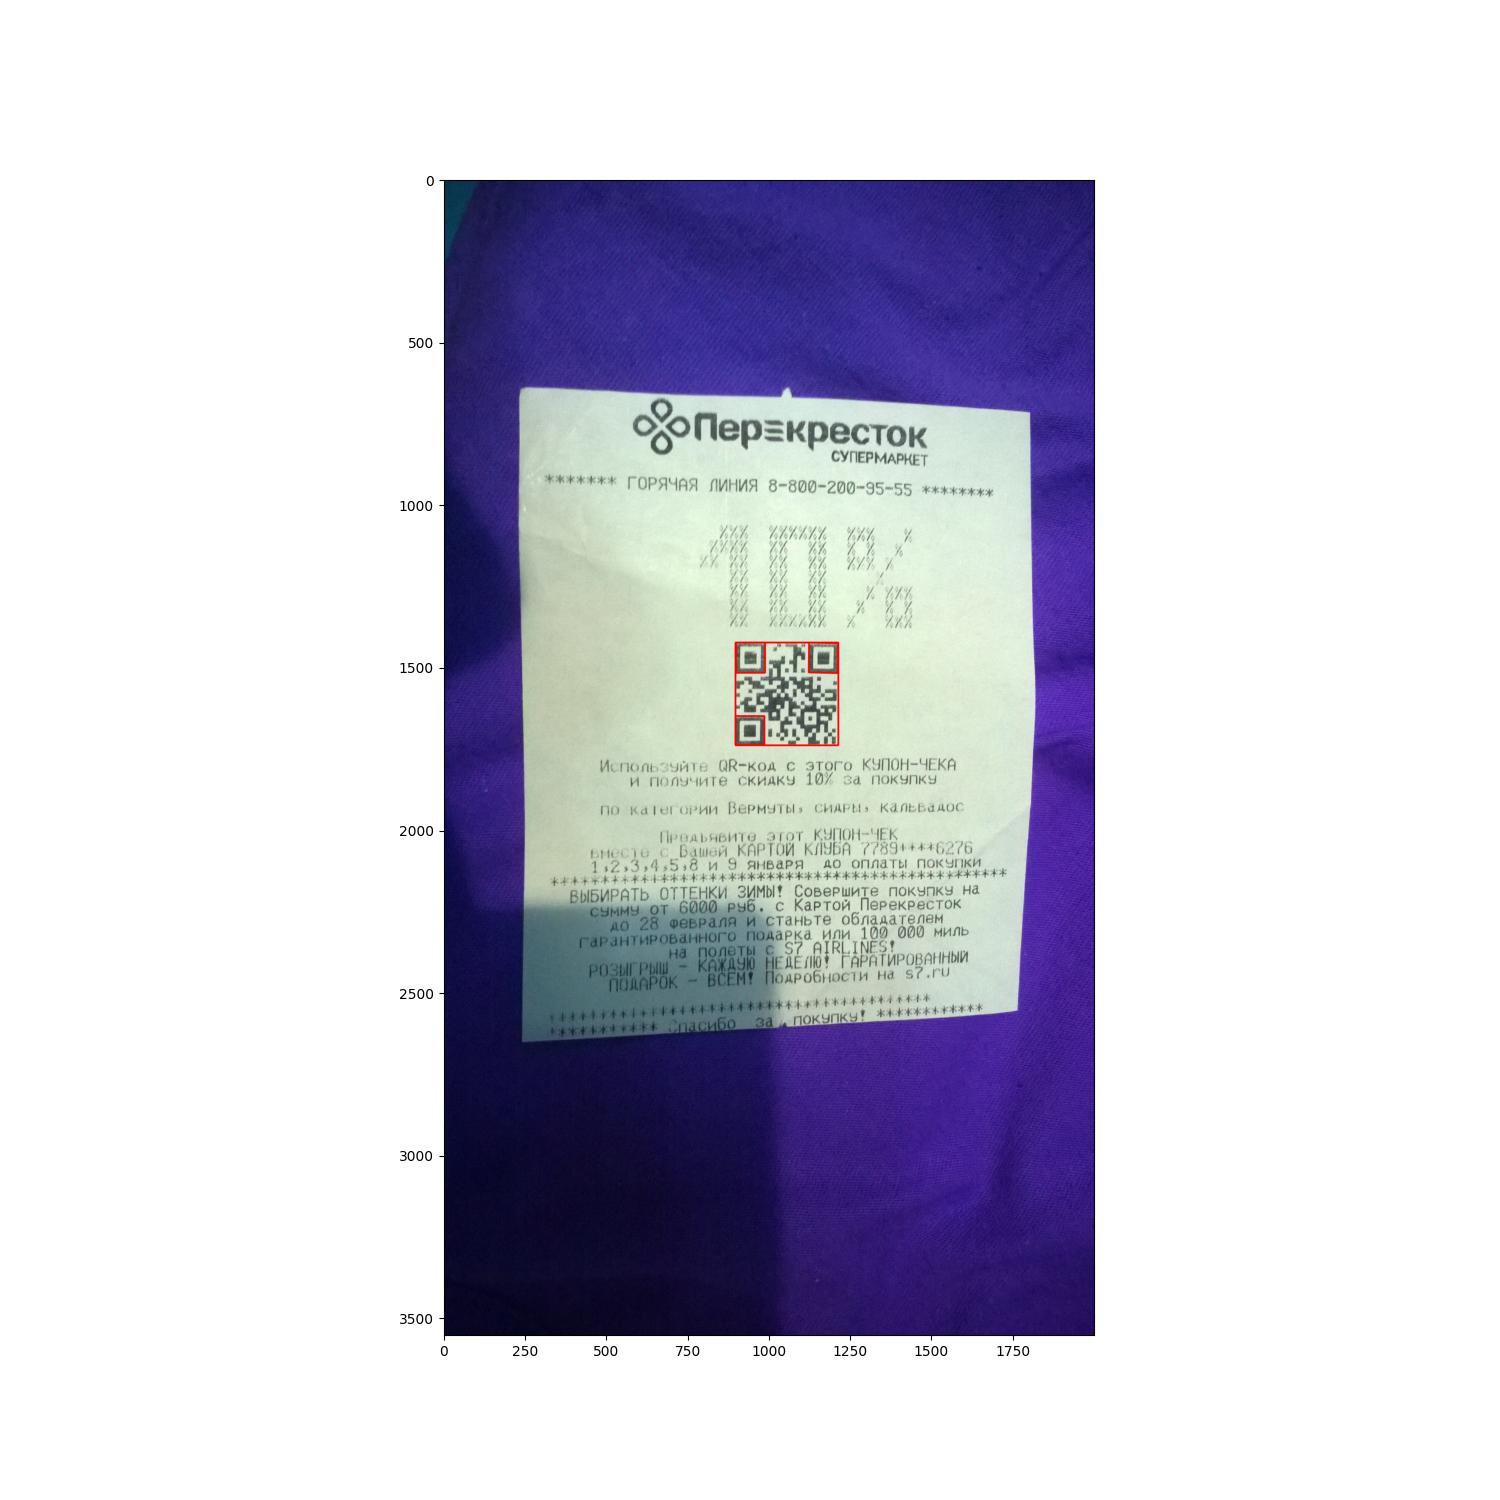 Перекресток
СУПЕРМАРКЕТ
******* ГОРЯЧАЯ ЛИНИЯ 8-800-200-95-55 ********
10%
Используйте QR-код с этого КУПОН-ЧЕКА
и получите скидку 10% за покупку
по категории Вермуты, сидры, кальвадос
Предъявите этот КУПОН-ЧЕК
вместе с Вашей КАРТОЙ КЛУБА 7789****6276
1,2,3,4,5,8 и 9 января до оплаты покупки
***********************************************
ВЫБИРАТЬ ОТТЕНКИ ЗИМЫ! Совершите покупку на
сумму от 6000 руб. с Картой Перекресток
до 28 февраля и станьте обладателем
гарантированного подарка или 100 000 миль
на полеты с S7 AIRLINES!
РОЗЫГРЫШ - КАЖДУЮ НЕДЕЛЮ! ГАРАТИРОВАННЫЙ
ПОДАРОК - ВСЕМ! Подробности на s7.ru
***************************************
*********** Спасибо за покупку! ***********
0
500
1000
1500
2000
2500
3000
3500
0 250 500 750 1000 1250 1500 1750